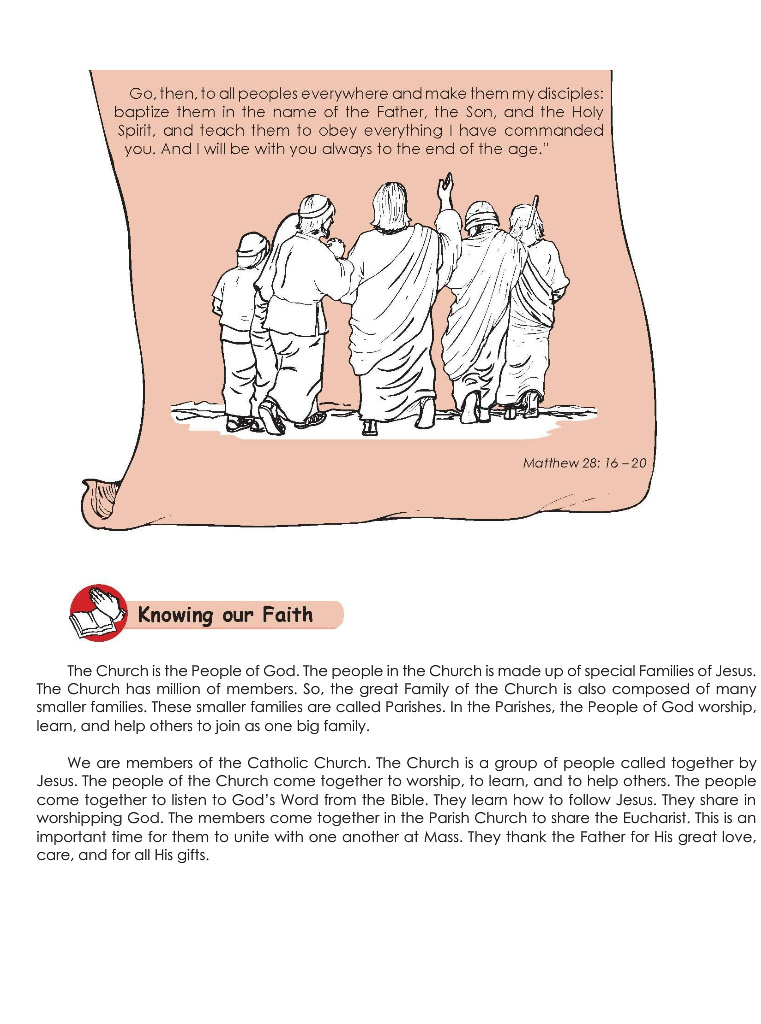 Go, then, to all peoples everywhere and make them my disciples:
baptize them in the name of the Father, the Son, and the Holy
Spirit, and teach them to obey everything I have commanded
you. And I will be with you always to the end of the age."
Matthew 28: 16 – 20
Knowing our Faith
The Church is the People of God. The people in the Church is made up of special Families of Jesus.
The Church has million of members. So, the great Family of the Church is also composed of many
smaller families. These smaller families are called Parishes. In the Parishes, the People of God worship,
learn, and help others to join as one big family.
We are members of the Catholic Church. The Church is a group of people called together by
Jesus. The people of the Church come together to worship, to learn, and to help others. The people
come together to listen to God's Word from the Bible. They learn how to follow Jesus. They share in
worshipping God. The members come together in the Parish Church to share the Eucharist. This is an
important time for them to unite with one another at Mass. They thank the Father for His great love,
care, and for all His gifts.